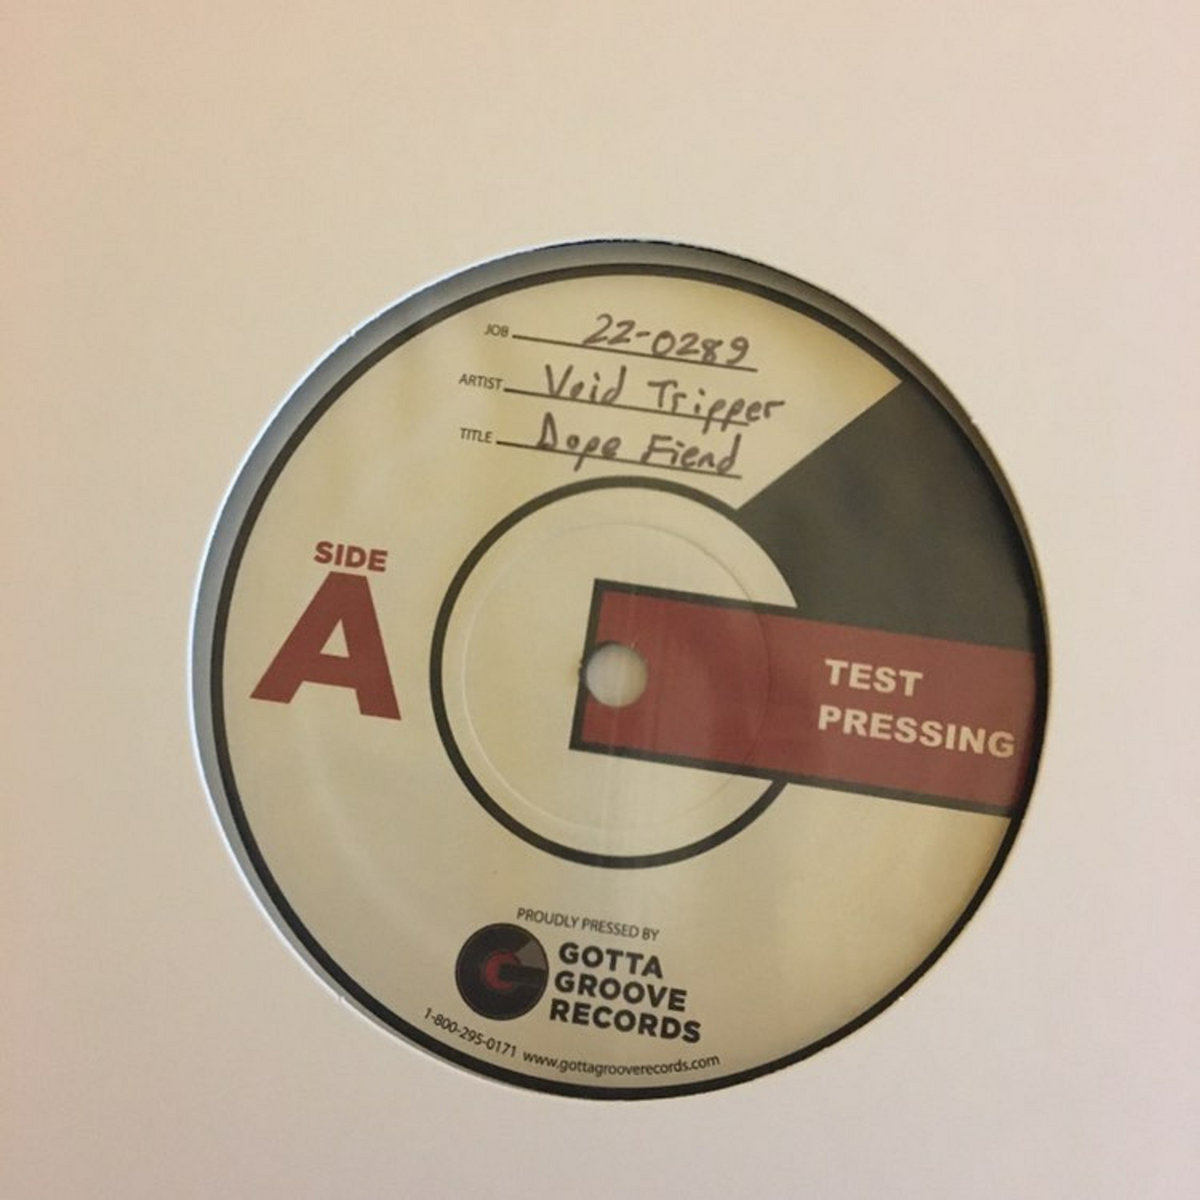 JOB 22-0289
ARTIST Void Tripper
TITLE Dope Fiend
SIDE
A
TEST
PRESSING
PROUDLY PRESSED BY
GOTTA
GROOVE
RECORDS
1-800-295-0171 www.gottagrooverecords.com